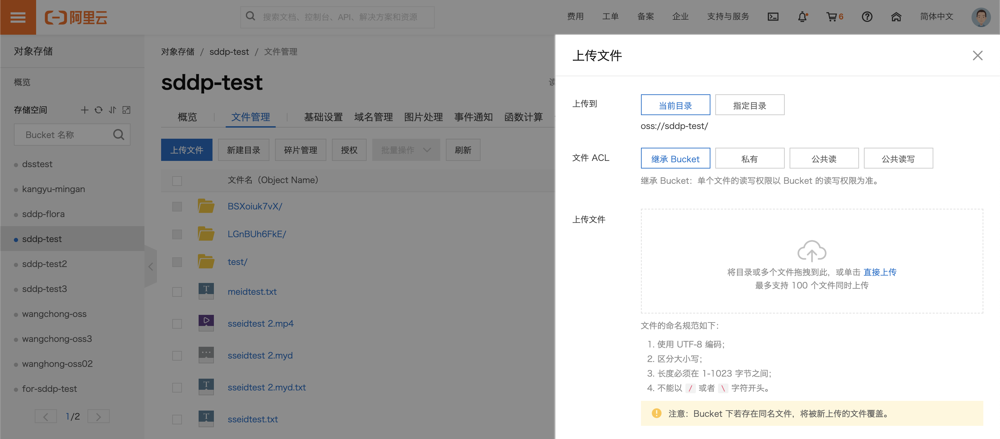 阿里云
搜索文档、控制台、API、解决方案和资源
费用
工单
备案
企业
支持与服务
6
简体中文
对象存储
概览
存储空间
Bucket 名称
dsstest
kangyu-mingan
sddp-flora
sddp-test
sddp-test2
sddp-test3
wangchong-oss
wangchong-oss3
wanghong-oss02
for-sddp-test
1/2
对象存储 / sddp-test / 文件管理
sddp-test
读
概览
文件管理
基础设置
域名管理
图片处理
事件通知
函数计算
上传文件
新建目录
碎片管理
授权
批量操作
刷新
文件名（Object Name）
BSXoiuk7vX/
LGnBUh6FkE/
test/
meidtest.txt
sseidtest 2.mp4
sseidtest 2.myd
sseidtest 2.myd.txt
sseidtest.txt
上传文件
上传到
当前目录
指定目录
oss://sddp-test/
文件 ACL
继承 Bucket
私有
公共读
公共读写
继承 Bucket：单个文件的读写权限以 Bucket 的读写权限为准。
上传文件
将目录或多个文件拖拽到此，或单击 直接上传
最多支持 100 个文件同时上传
文件的命名规范如下：
1. 使用 UTF-8 编码；
2. 区分大小写；
3. 长度必须在 1-1023 字节之间；
4. 不能以 / 或者 \ 字符开头。
注意：Bucket 下若存在同名文件，将被新上传的文件覆盖。